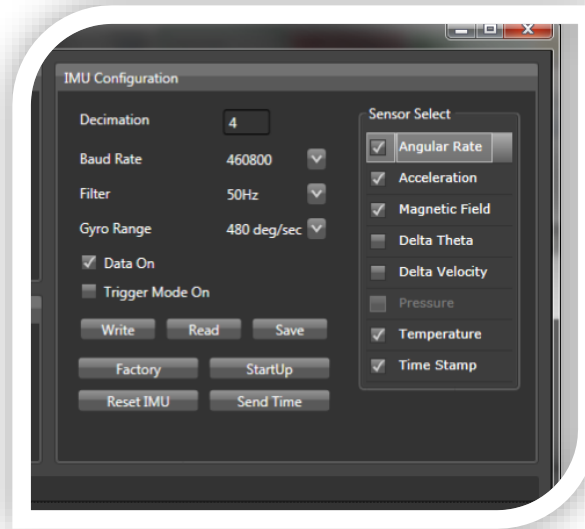 IMU Configuration
Decimation 4
Baud Rate 460800
Filter 50Hz
Gyro Range 480 deg/sec
Data On
Trigger Mode On
Write Read Save
Factory StartUp
Reset IMU Send Time
Sensor Select
Angular Rate
Acceleration
Magnetic Field
Delta Theta
Delta Velocity
Pressure
Temperature
Time Stamp